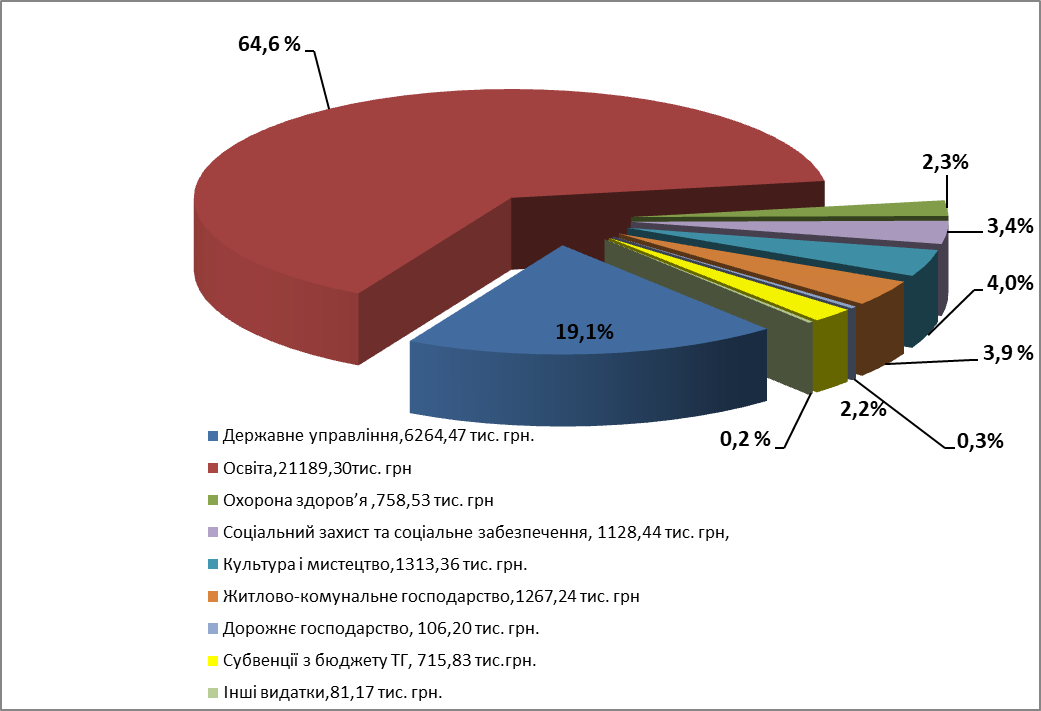 64,6 %
2,3%
3,4%
4,0%
19,1%
3,9 %
2,2%
0,2 %
0,3%
Державне управління,6264,47 тис. грн.
Освіта,21189,30тис. грн
Охорона здоров’я ,758,53 тис. грн
Соціальний захист та соціальне забезпечення, 1128,44 тис. грн,
Культура і мистецтво,1313,36 тис. грн.
Житлово-комунальне господарство,1267,24 тис. грн
Дорожнє господарство, 106,20 тис. грн.
Субвенції з бюджету ТГ, 715,83 тис.грн.
Інші видатки,81,17 тис. грн.